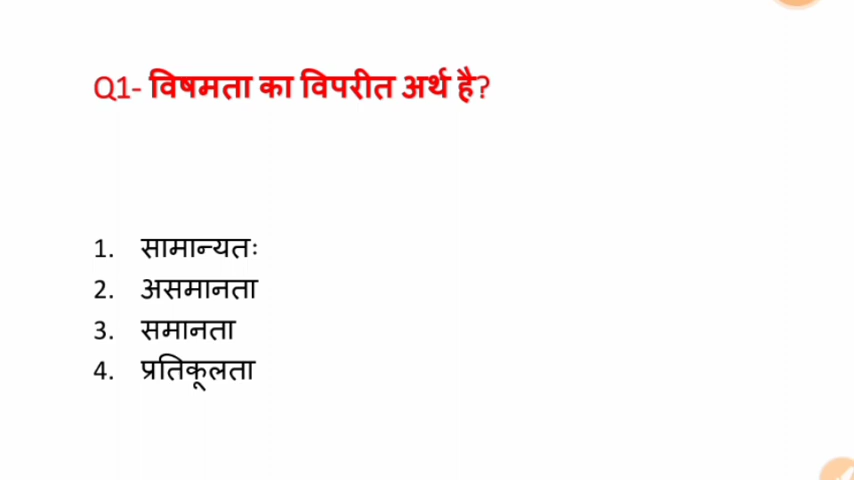 Q1- विषमता का विपरीत अर्थ है?
1. सामान्यतः
2. असमानता
3. समानता
4. प्रतिकूलता